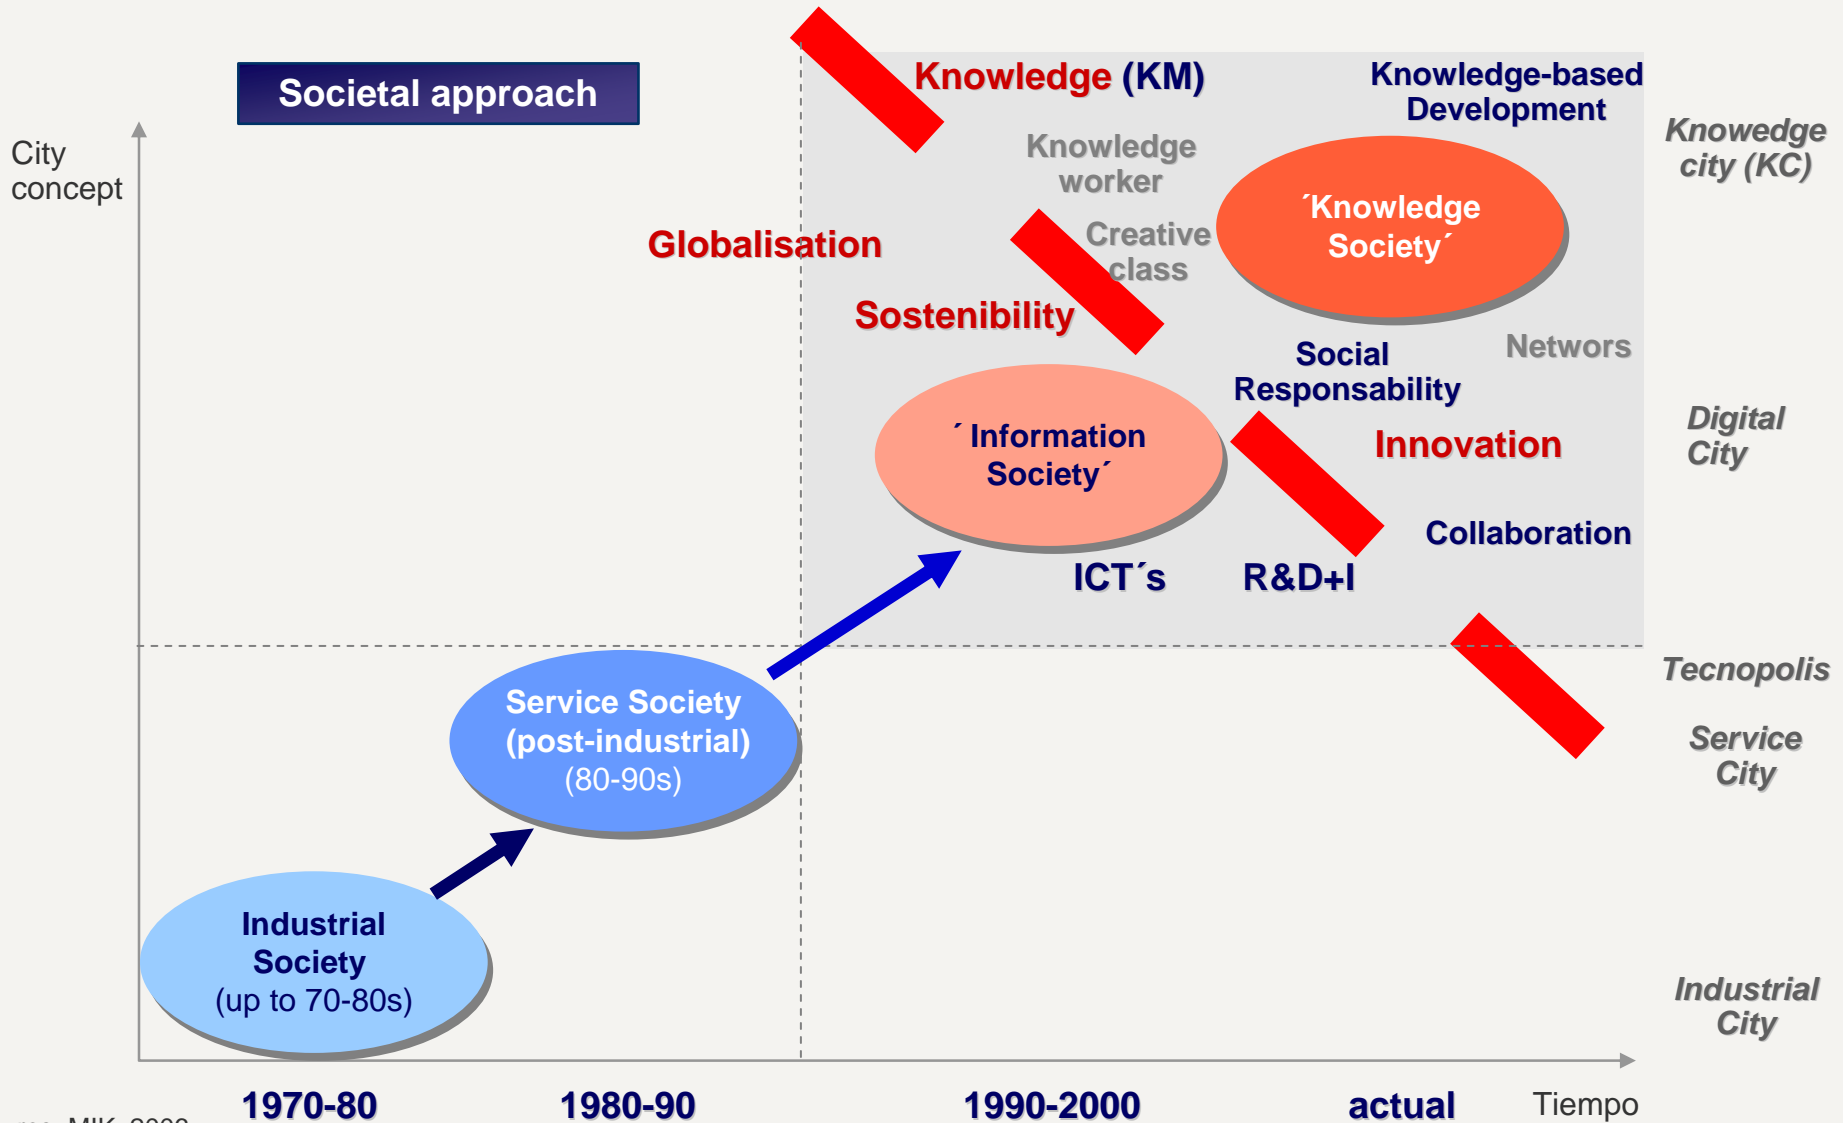 Societal approach
City
concept
Knowledge (KM)
Knowledge-based
Development
Knowedge
city (KC)
Knowledge
worker
´Knowledge
Society´
Globalisation
Creative
class
Sostenibility
Social
Responsability
Networs
Digital
City
´ Information
Society´
Innovation
Collaboration
ICT´s
R&D+I
Tecnopolis
Service Society
(post-industrial)
(80-90s)
Service
City
Industrial
Society
(up to 70-80s)
Industrial
City
1970-80
1980-90
1990-2000
actual
Tiempo